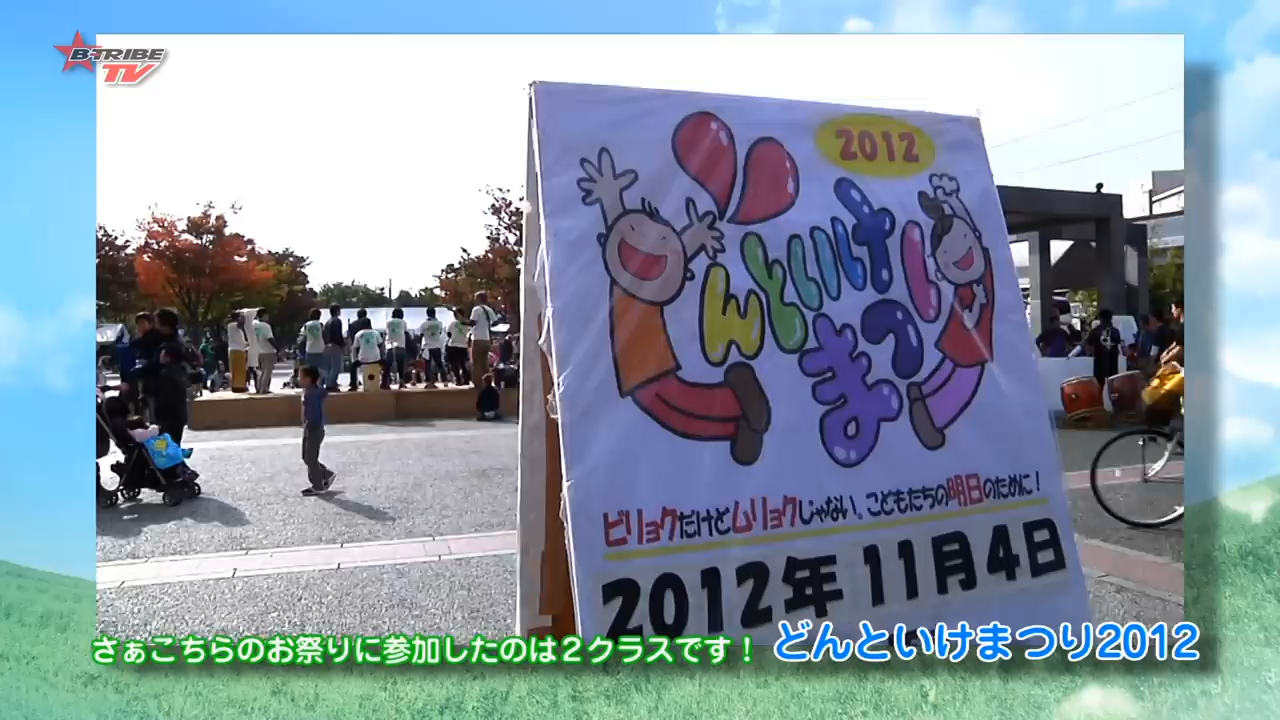 B-TRIBE
TV
2012
どんといけ
まつり
ビリョクだけどムリョクじゃない。こどもたちの明日のために!
2012年 11月4日
さぁこちらのお祭りに参加したのは2クラスです!
どんといけまつり2012